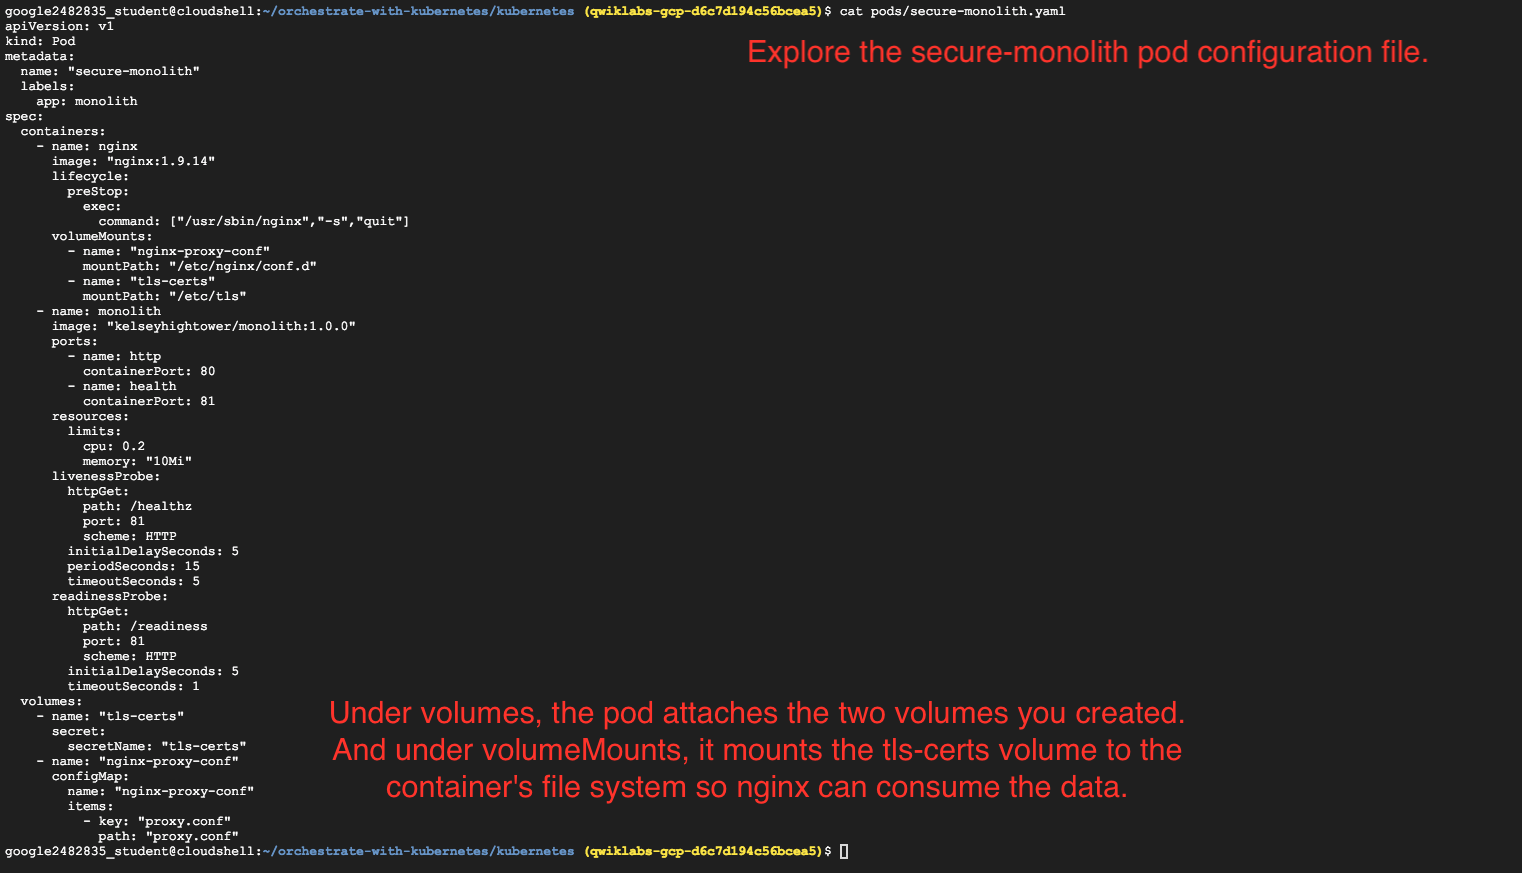 google2482835_student@cloudshell:~/orchestrate-with-kubernetes/kubernetes (qwiklabs-gcp-d6c7d194c56bcea5)$ cat pods/secure-monolith.yaml
apiVersion: v1
kind: Pod
metadata:
  name: "secure-monolith"
  labels:
    app: monolith
Explore the secure-monolith pod configuration file.
spec:
  containers:
    - name: nginx
      image: "nginx:1.9.14"
      lifecycle:
        preStop:
          exec:
            command: ["/usr/sbin/nginx","-s","quit"]
      volumeMounts:
        - name: "nginx-proxy-conf"
          mountPath: "/etc/nginx/conf.d"
        - name: "tls-certs"
          mountPath: "/etc/tls"
    - name: monolith
      image: "kelseyhightower/monolith:1.0.0"
      ports:
        - name: http
          containerPort: 80
        - name: health
          containerPort: 81
      resources:
        limits:
          cpu: 0.2
          memory: "10Mi"
      livenessProbe:
        httpGet:
          path: /healthz
          port: 81
          scheme: HTTP
        initialDelaySeconds: 5
        periodSeconds: 15
        timeoutSeconds: 5
      readinessProbe:
        httpGet:
          path: /readiness
          port: 81
          scheme: HTTP
        initialDelaySeconds: 5
        timeoutSeconds: 1
  volumes:
    - name: "tls-certs"
      secret:
        secretName: "tls-certs"
    - name: "nginx-proxy-conf"
      configMap:
        name: "nginx-proxy-conf"
        items:
          - key: "proxy.conf"
            path: "proxy.conf"
Under volumes, the pod attaches the two volumes you created.
And under volumeMounts, it mounts the tls-certs volume to the
container's file system so nginx can consume the data.
google2482835_student@cloudshell:~/orchestrate-with-kubernetes/kubernetes (qwiklabs-gcp-d6c7d194c56bcea5)$